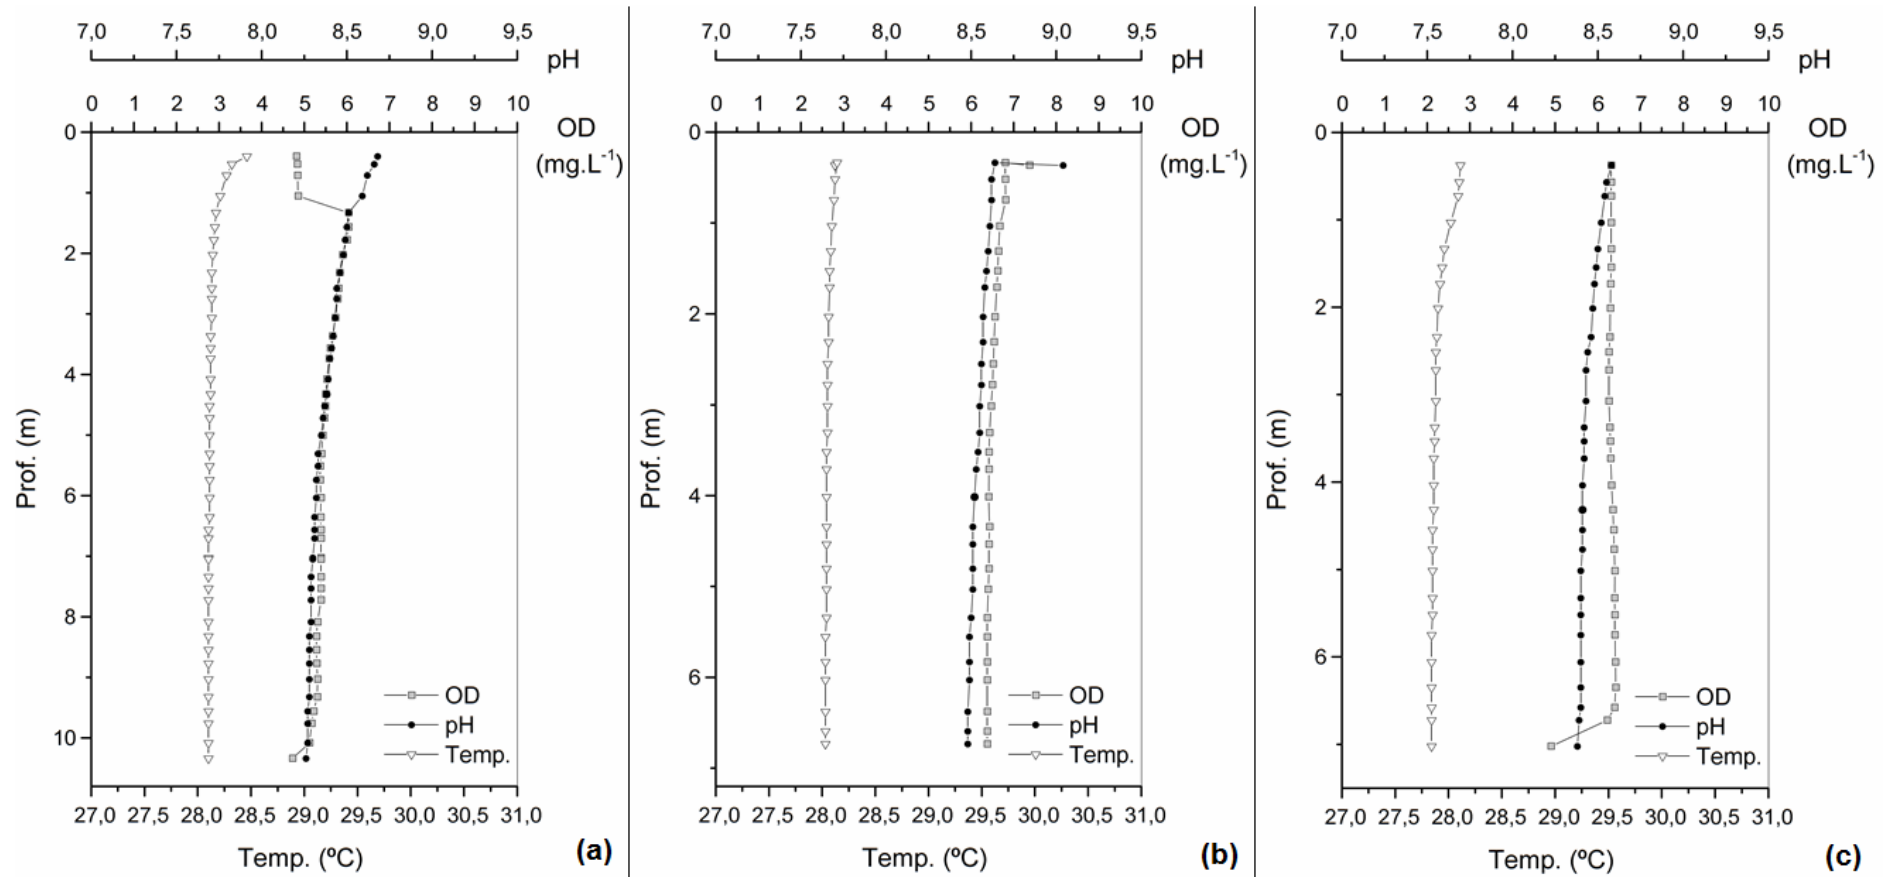 7,0 7,5 8,0 8,5 9,0 9,5
pH
0 1 2 3 4 5 6 7 8 9 10
OD
(mg.L⁻¹)
0
2
4
6
8
10
Prof. (m)
OD
pH
Temp.
27,0 27,5 28,0 28,5 29,0 29,5 30,0 30,5 31,0
Temp. (ºC)
(a)
7,0 7,5 8,0 8,5 9,0 9,5
pH
0 1 2 3 4 5 6 7 8 9 10
OD
(mg.L⁻¹)
0
2
4
6
Prof. (m)
OD
pH
Temp.
27,0 27,5 28,0 28,5 29,0 29,5 30,0 30,5 31,0
Temp. (ºC)
(b)
7,0 7,5 8,0 8,5 9,0 9,5
pH
0 1 2 3 4 5 6 7 8 9 10
OD
(mg.L⁻¹)
0
2
4
6
Prof. (m)
OD
pH
Temp.
27,0 27,5 28,0 28,5 29,0 29,5 30,0 30,5 31,0
Temp. (ºC)
(c)